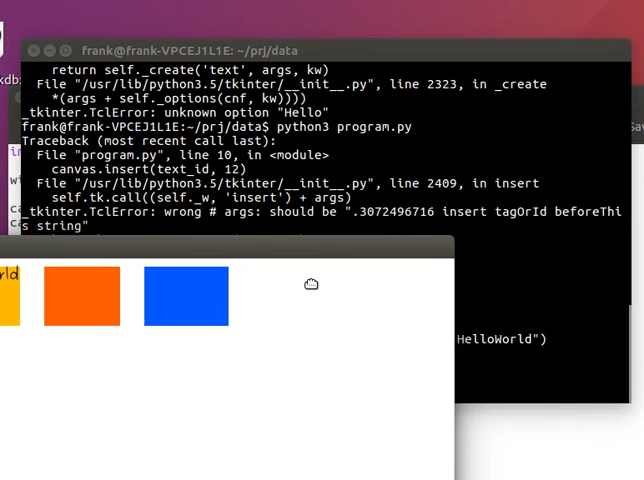 frank@frank-VPCEJ1L1E: ~/prj/data
return self._create('text', args, kw)
File "/usr/lib/python3.5/tkinter/__init__.py", line 2323, in _create
*(args + self._options(cnf, kw))))
_tkinter.TclError: unknown option "Hello"
frank@frank-VPCEJ1L1E:~/prj/data$ python3 program.py
Traceback (most recent call last):
File "program.py", line 10, in <module>
canvas.insert(text_id, 12)
File "/usr/lib/python3.5/tkinter/__init__.py", line 2409, in insert
self.tk.call((self._w, 'insert') + args)
_tkinter.TclError: wrong # args: should be ".3072496716 insert tagOrId beforeThi
s string"
rld
HelloWorld")